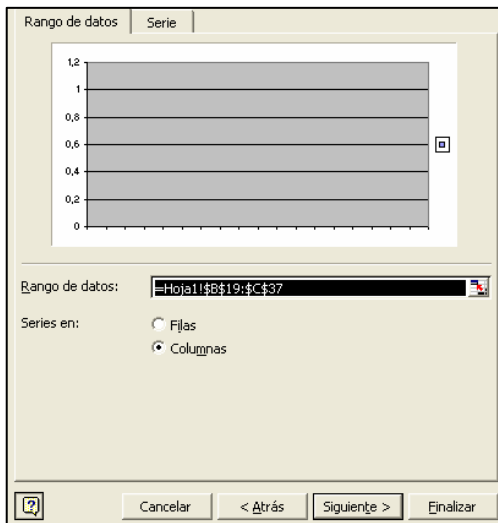 Rango de datos Serie
1,2
1
0,8
0,6
0,4
0,2
0
Rango de datos: =Hoja1!$B$19:$C$37
Series en: Filas
Columnas
? Cancelar < Atrás Siguiente > Finalizar